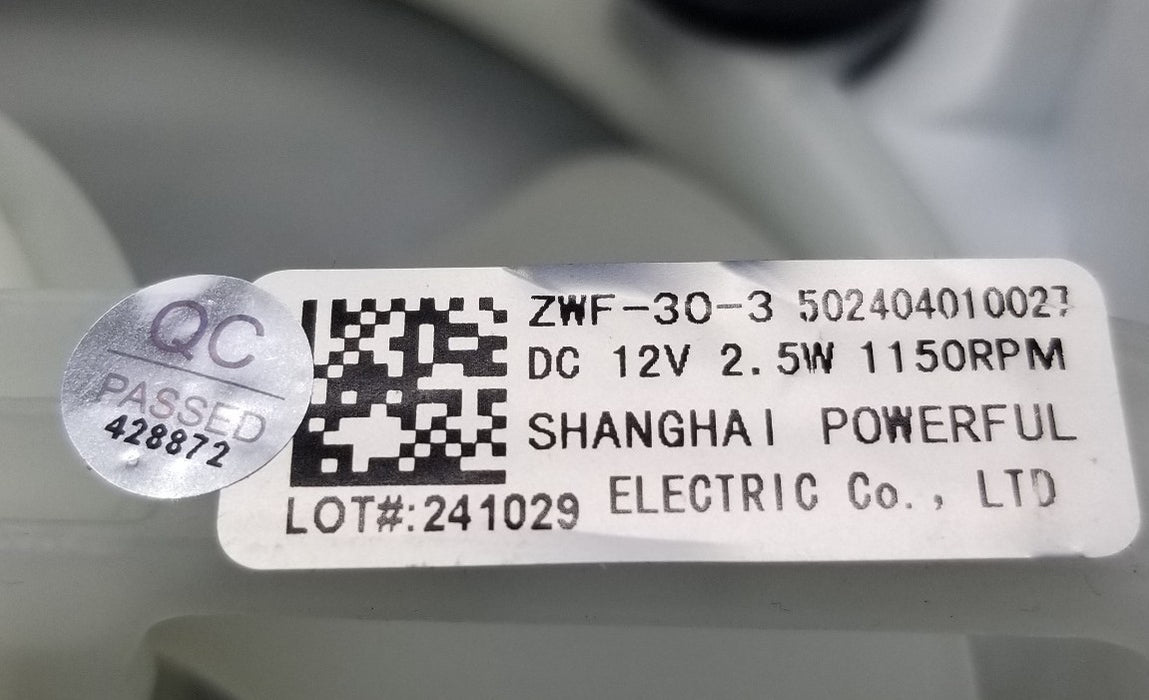 QC
PASSED
428872
ZWF-30-3 502404010027
DC 12V 2.5W 1150RPM
SHANGHAI POWERFUL
ELECTRIC Co., LTD
LOT#:241029